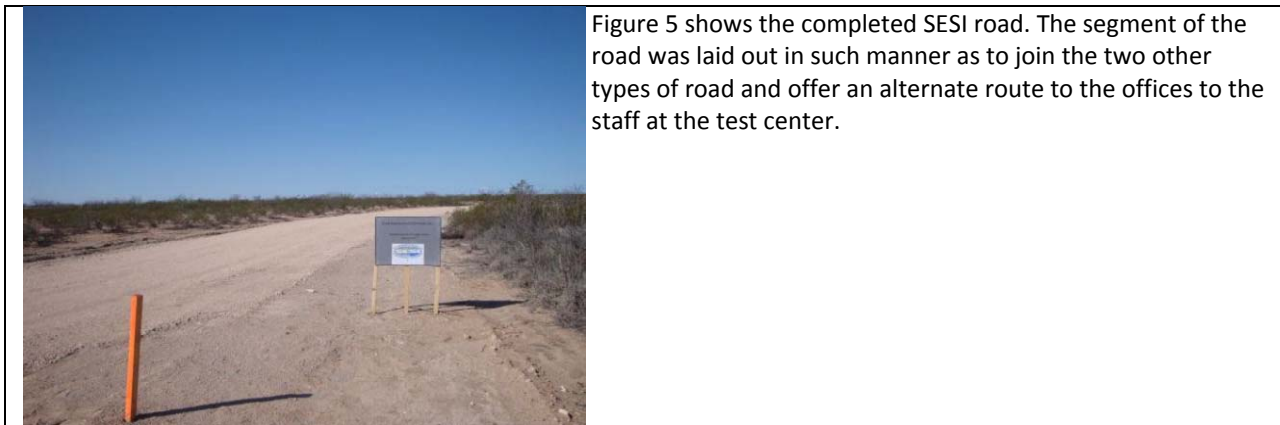 Figure 5 shows the completed SESI road. The segment of the
road was laid out in such manner as to join the two other
types of road and offer an alternate route to the offices to the
staff at the test center.